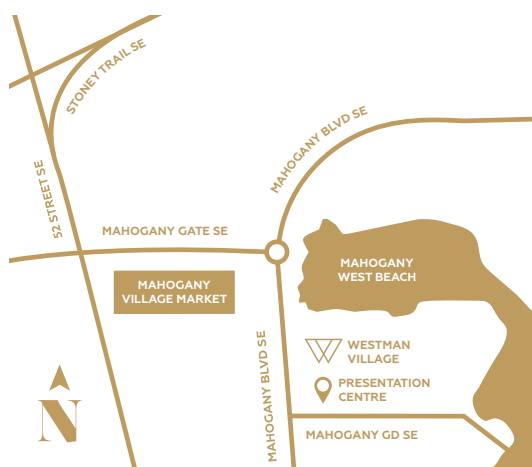 STONEY TRAIL SE
MAHOGANY BLVD SE
52 STREET SE
MAHOGANY GATE SE
MAHOGANY
WEST BEACH
MAHOGANY
VILLAGE MARKET
WESTMAN
VILLAGE
MAHOGANY BLVD SE
PRESENTATION
CENTRE
N
MAHOGANY GD SE